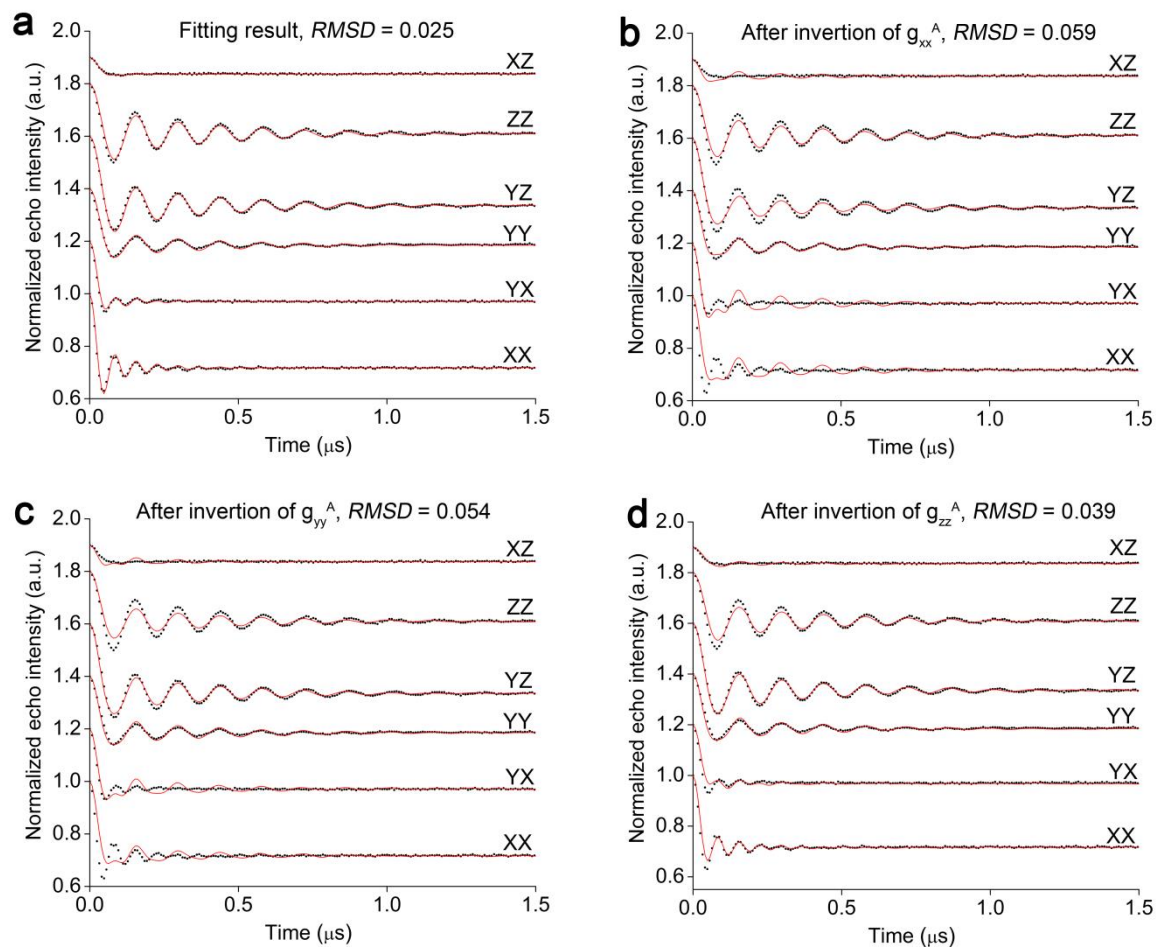 a
Fitting result, RMSD = 0.025
Normalized echo intensity (a.u.)
2.0
1.8
1.6
1.4
1.2
1.0
0.8
0.6
XZ
ZZ
YZ
YY
YX
XX
0.0
0.5
1.0
1.5
Time (μs)
b
After invertion of gxxᴬ, RMSD = 0.059
Normalized echo intensity (a.u.)
2.0
1.8
1.6
1.4
1.2
1.0
0.8
0.6
XZ
ZZ
YZ
YY
YX
XX
0.0
0.5
1.0
1.5
Time (μs)
c
After invertion of gyyᴬ, RMSD = 0.054
Normalized echo intensity (a.u.)
2.0
1.8
1.6
1.4
1.2
1.0
0.8
0.6
XZ
ZZ
YZ
YY
YX
XX
0.0
0.5
1.0
1.5
Time (μs)
d
After invertion of gzzᴬ, RMSD = 0.039
Normalized echo intensity (a.u.)
2.0
1.8
1.6
1.4
1.2
1.0
0.8
0.6
XZ
ZZ
YZ
YY
YX
XX
0.0
0.5
1.0
1.5
Time (μs)